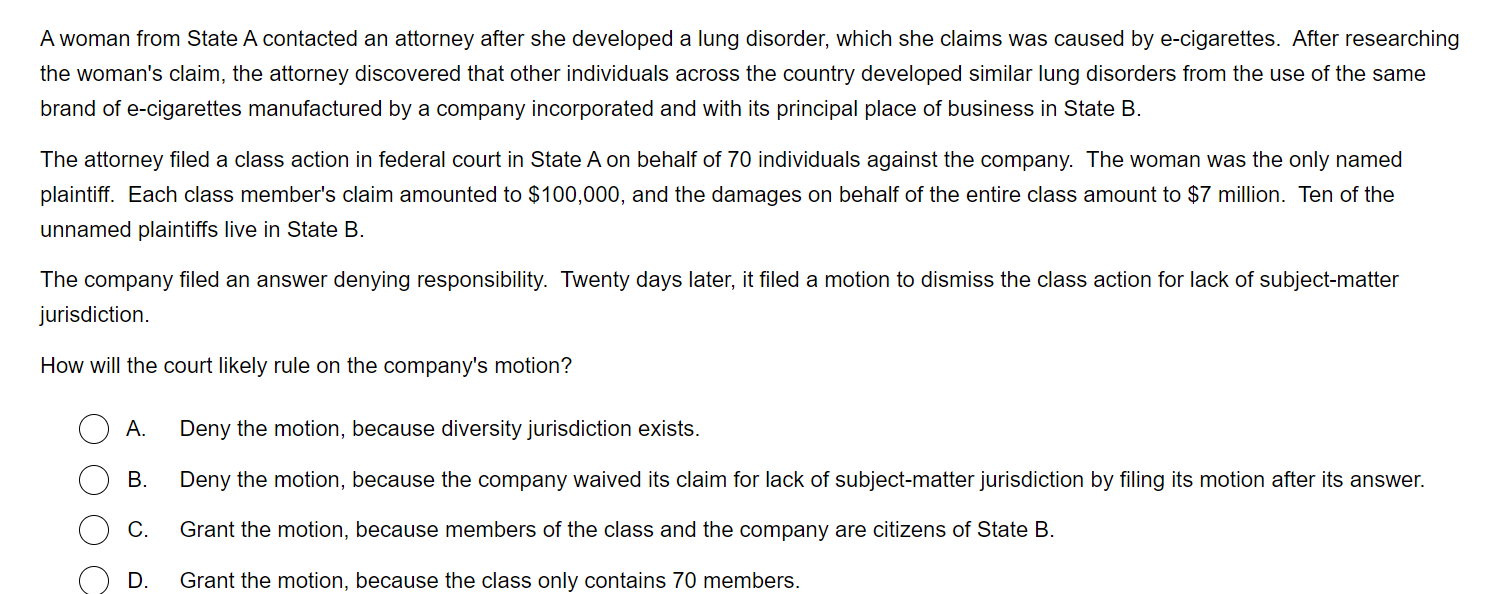 A woman from State A contacted an attorney after she developed a lung disorder, which she claims was caused by e-cigarettes. After researching
the woman's claim, the attorney discovered that other individuals across the country developed similar lung disorders from the use of the same
brand of e-cigarettes manufactured by a company incorporated and with its principal place of business in State B.
The attorney filed a class action in federal court in State A on behalf of 70 individuals against the company. The woman was the only named
plaintiff. Each class member's claim amounted to $100,000, and the damages on behalf of the entire class amount to $7 million. Ten of the
unnamed plaintiffs live in State B.
The company filed an answer denying responsibility. Twenty days later, it filed a motion to dismiss the class action for lack of subject-matter
jurisdiction.
How will the court likely rule on the company's motion?
A. Deny the motion, because diversity jurisdiction exists.
B. Deny the motion, because the company waived its claim for lack of subject-matter jurisdiction by filing its motion after its answer.
C. Grant the motion, because members of the class and the company are citizens of State B.
D. Grant the motion, because the class only contains 70 members.